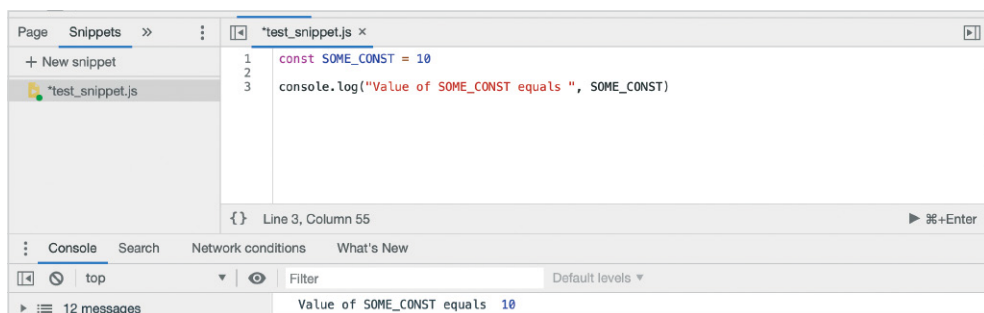 Page Snippets »
*test_snippet.js ×
+ New snippet
*test_snippet.js
1 const SOME_CONST = 10
2
3 console.log("Value of SOME_CONST equals ", SOME_CONST)
{} Line 3, Column 55
⌘+Enter
Console Search Network conditions What's New
top Filter Default levels ▼
12 messages
Value of SOME_CONST equals 10